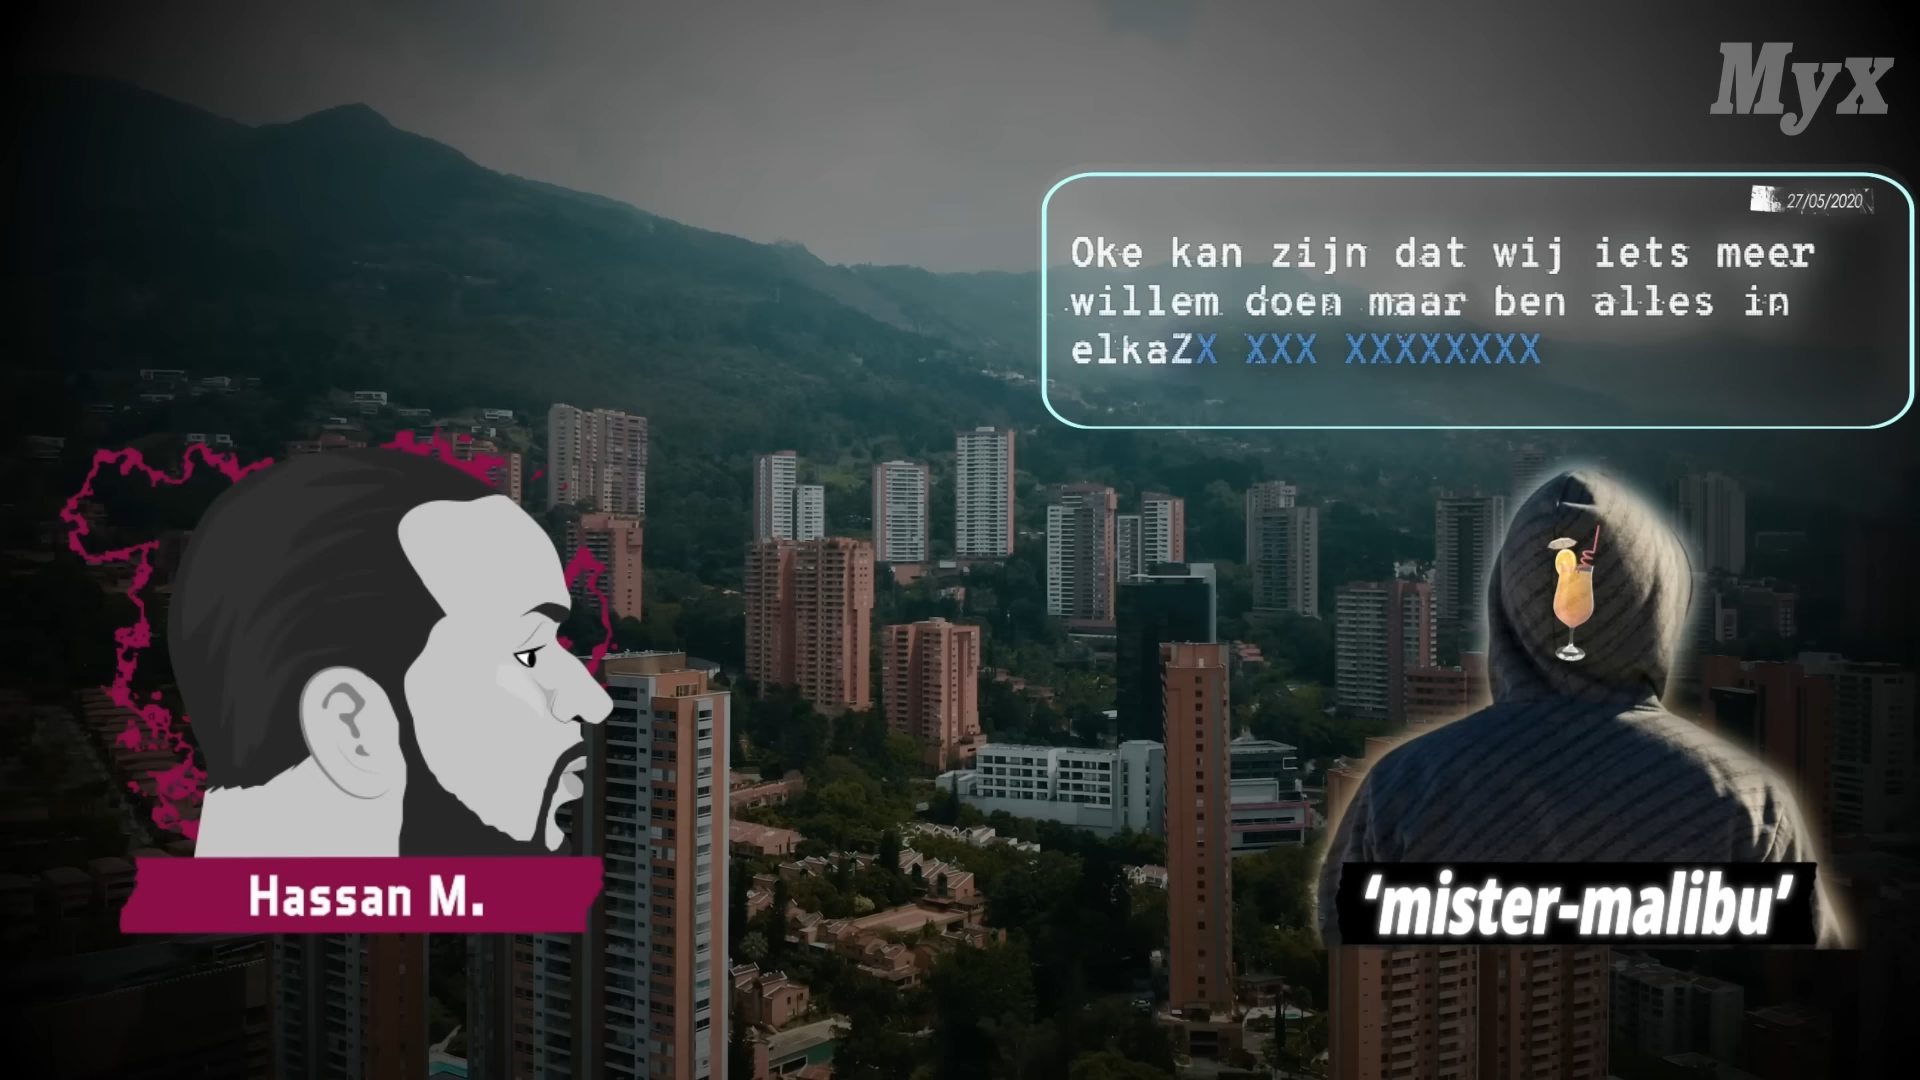 Myx
27/05/2020
Oke kan zijn dat wij iets meer
willem doen maar ben alles in
elkaZX XXX XXXXXXXX
Hassan M.
‘mister-malibu’